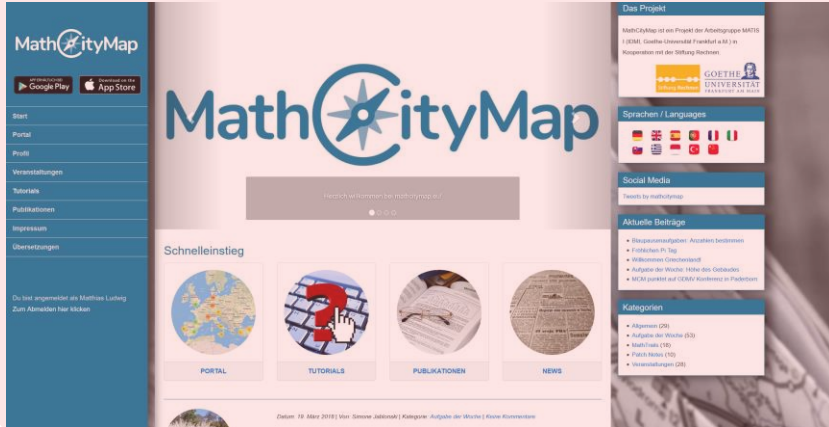 MathCityMap
JETZT BEI
Google Play
Download on the
App Store
Start
Portal
Profil
Veranstaltungen
Tutorials
Publikationen
Impressum
Übersetzungen
Du bist angemeldet als Matthias Ludwig
Zum Abmelden hier klicken
MathCityMap
Herzlich willkommen bei mathcitymap.eu!
Schnelleinstieg
PORTAL
TUTORIALS
PUBLIKATIONEN
NEWS
Datum: 19. März 2018 | Von: Simone Jablonski | Kategorie: Aufgabe der Woche | Keine Kommentare
Das Projekt
MathCityMap ist ein Projekt der Arbeitsgruppe MATIS
I (IDMI, Goethe-Universität Frankfurt a.M.) in
Kooperation mit der Stiftung Rechnen.
Stiftung Rechnen
GOETHE
UNIVERSITÄT
FRANKFURT AM MAIN
Sprachen / Languages
Social Media
Tweets by mathcitymap
Aktuelle Beiträge
Blaupausenaufgaben: Anzahlen bestimmen
Fröhlichen Pi Tag
Willkommen Griechenland!
Aufgabe der Woche: Höhe des Gebäudes
MCM punktet auf GDMV Konferenz in Paderborn
Kategorien
Allgemein (29)
Aufgabe der Woche (53)
MathTrails (16)
Patch Notes (10)
Veranstaltungen (28)